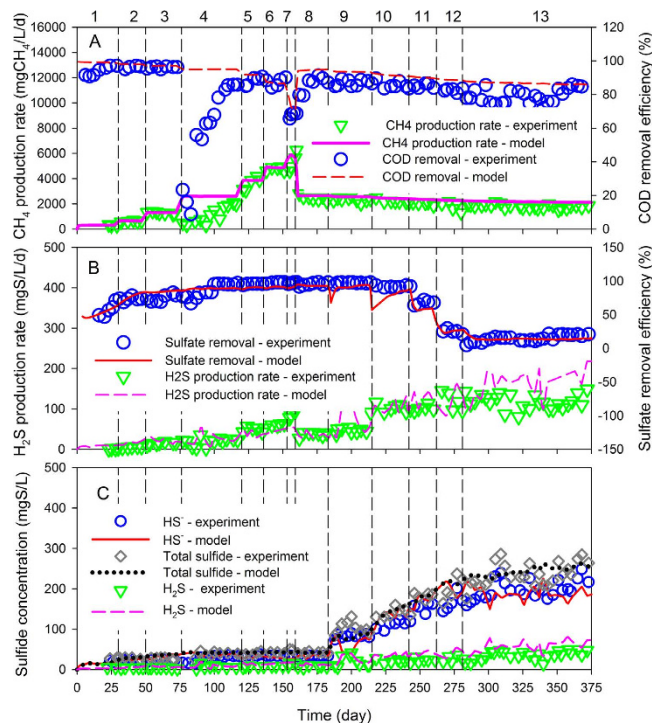 1 2 3 4 5 6 7 8 9 10 11 12 13
A
CH4 production rate (mgCH4/L/d)
16000
14000
12000
10000
8000
6000
4000
2000
0
CH4 production rate - experiment
CH4 production rate - model
COD removal - experiment
COD removal - model
120
100
80
60
40
20
0
COD removal efficiency (%)
B
H2S production rate (mgS/L/d)
500
400
300
200
100
0
Sulfate removal - experiment
Sulfate removal - model
H2S production rate - experiment
H2S production rate - model
150
100
50
0
-50
-100
-150
Sulfate removal efficiency (%)
C
Sulfide concentration (mgS/L)
500
400
300
200
100
0
HS- - experiment
HS- - model
Total sulfide - experiment
Total sulfide - model
H2S - experiment
H2S - model
0 25 50 75 100 125 150 175 200 225 250 275 300 325 350 375
Time (day)